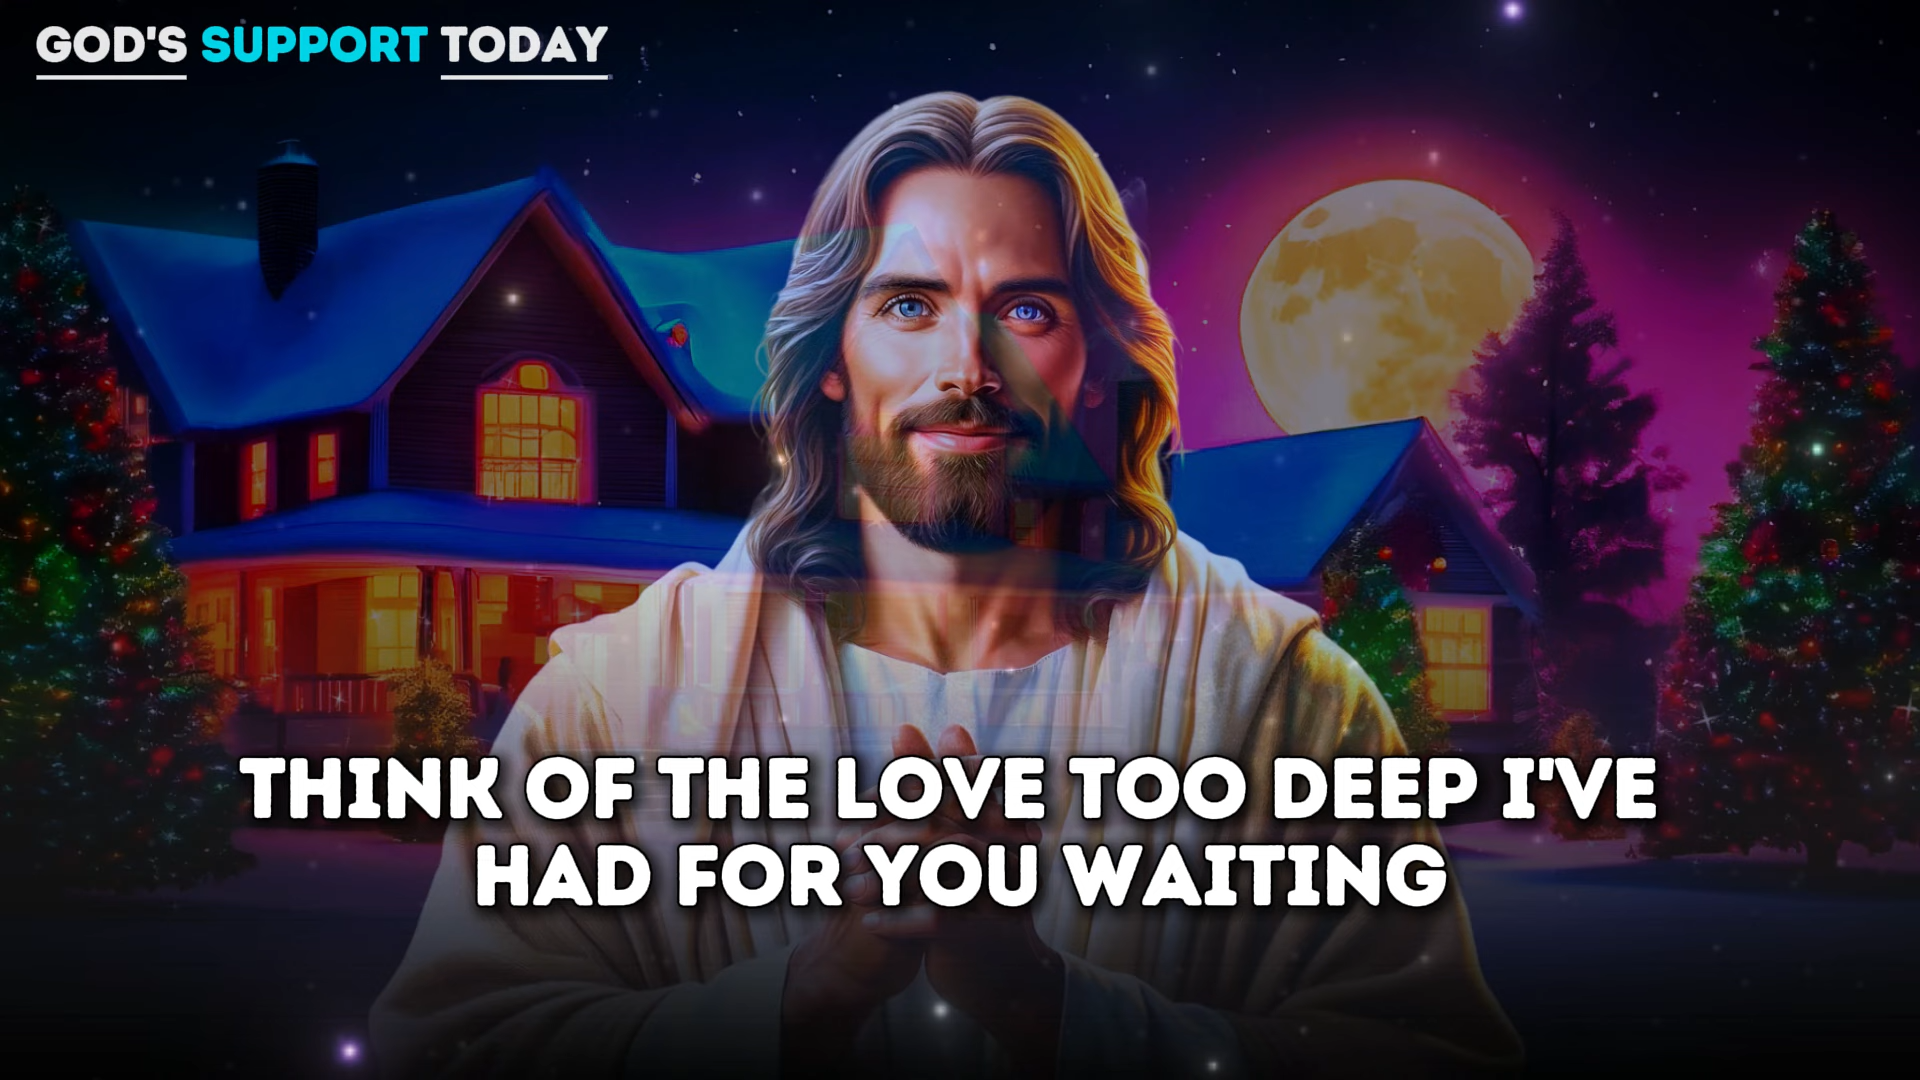 GOD'S SUPPORT TODAY
THINK OF THE LOVE TOO DEEP I'VE
HAD FOR YOU WAITING